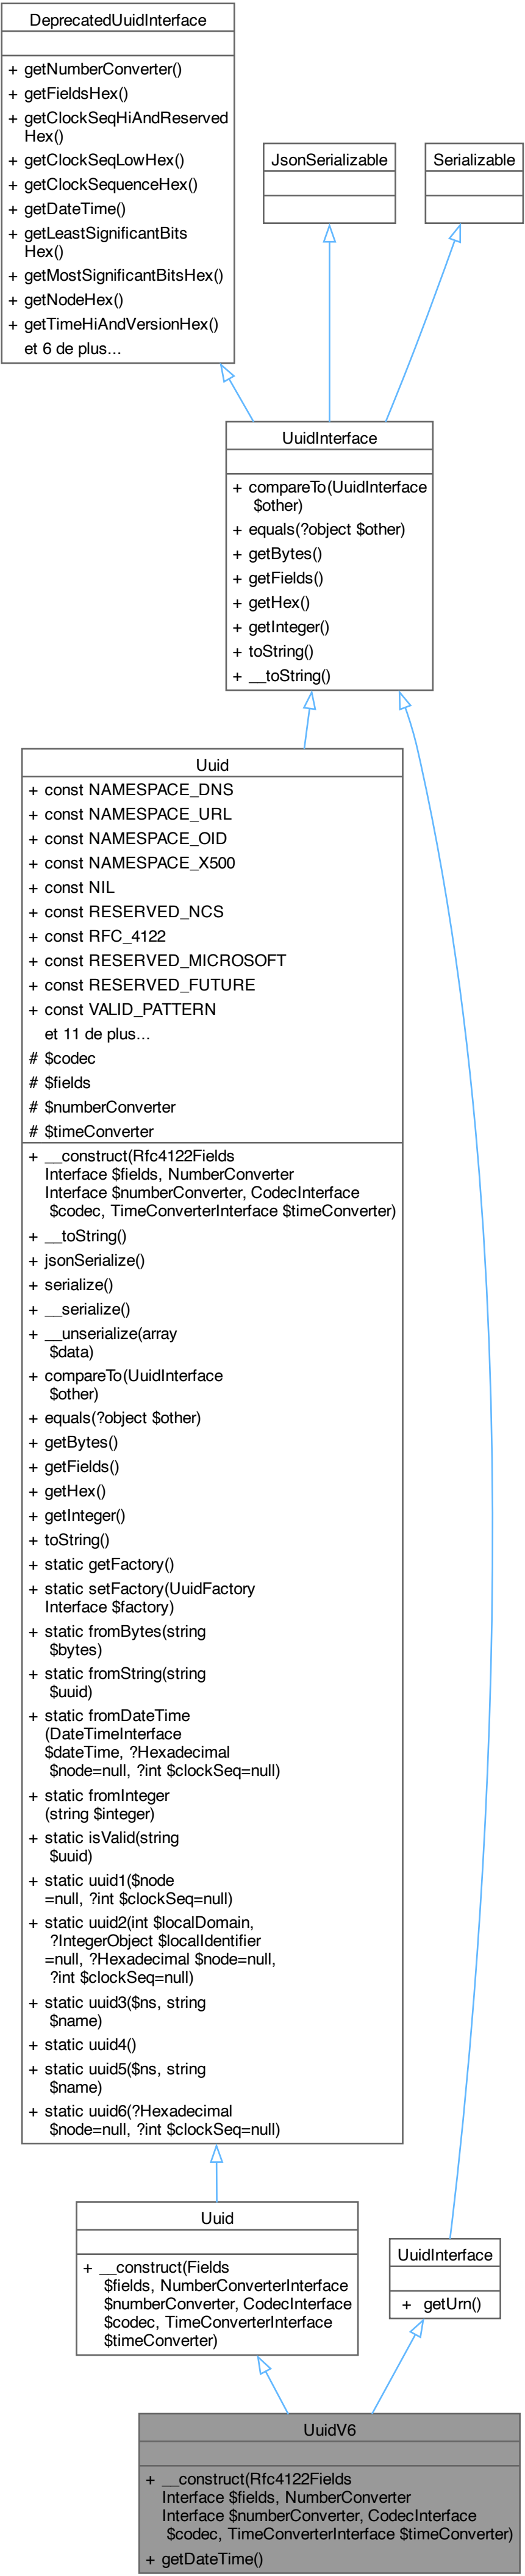 DeprecatedUuidInterface
+ getNumberConverter()
+ getFieldsHex()
+ getClockSeqHiAndReserved
Hex()
+ getClockSeqLowHex()
+ getClockSequenceHex()
+ getDateTime()
+ getLeastSignificantBits
Hex()
+ getMostSignificantBitsHex()
+ getNodeHex()
+ getTimeHiAndVersionHex()
et 6 de plus...
JsonSerializable
Serializable
UuidInterface
+ compareTo(UuidInterface
$other)
+ equals(?object $other)
+ getBytes()
+ getFields()
+ getHex()
+ getInteger()
+ toString()
+ __toString()
Uuid
+ const NAMESPACE_DNS
+ const NAMESPACE_URL
+ const NAMESPACE_OID
+ const NAMESPACE_X500
+ const NIL
+ const RESERVED_NCS
+ const RFC_4122
+ const RESERVED_MICROSOFT
+ const RESERVED_FUTURE
+ const VALID_PATTERN
et 11 de plus...
# $codec
# $fields
# $numberConverter
# $timeConverter
+ __construct(Rfc4122Fields
Interface $fields, NumberConverter
Interface $numberConverter, CodecInterface
$codec, TimeConverterInterface $timeConverter)
+ __toString()
+ jsonSerialize()
+ serialize()
+ __serialize()
+ __unserialize(array
$data)
+ compareTo(UuidInterface
$other)
+ equals(?object $other)
+ getBytes()
+ getFields()
+ getHex()
+ getInteger()
+ toString()
+ static getFactory()
+ static setFactory(UuidFactory
Interface $factory)
+ static fromBytes(string
$bytes)
+ static fromString(string
$uuid)
+ static fromDateTime
(DateTimeInterface
$dateTime, ?Hexadecimal
$node=null, ?int $clockSeq=null)
+ static fromInteger
(string $integer)
+ static isValid(string
$uuid)
+ static uuid1($node
=null, ?int $clockSeq=null)
+ static uuid2(int $localDomain,
?IntegerObject $localIdentifier
=null, ?Hexadecimal $node=null,
?int $clockSeq=null)
+ static uuid3($ns, string
$name)
+ static uuid4()
+ static uuid5($ns, string
$name)
+ static uuid6(?Hexadecimal
$node=null, ?int $clockSeq=null)
Uuid
+ __construct(Fields
$fields, NumberConverterInterface
$numberConverter, CodecInterface
$codec, TimeConverterInterface
$timeConverter)
UuidInterface
+ getUrn()
UuidV6
+ __construct(Rfc4122Fields
Interface $fields, NumberConverter
Interface $numberConverter, CodecInterface
$codec, TimeConverterInterface $timeConverter)
+ getDateTime()